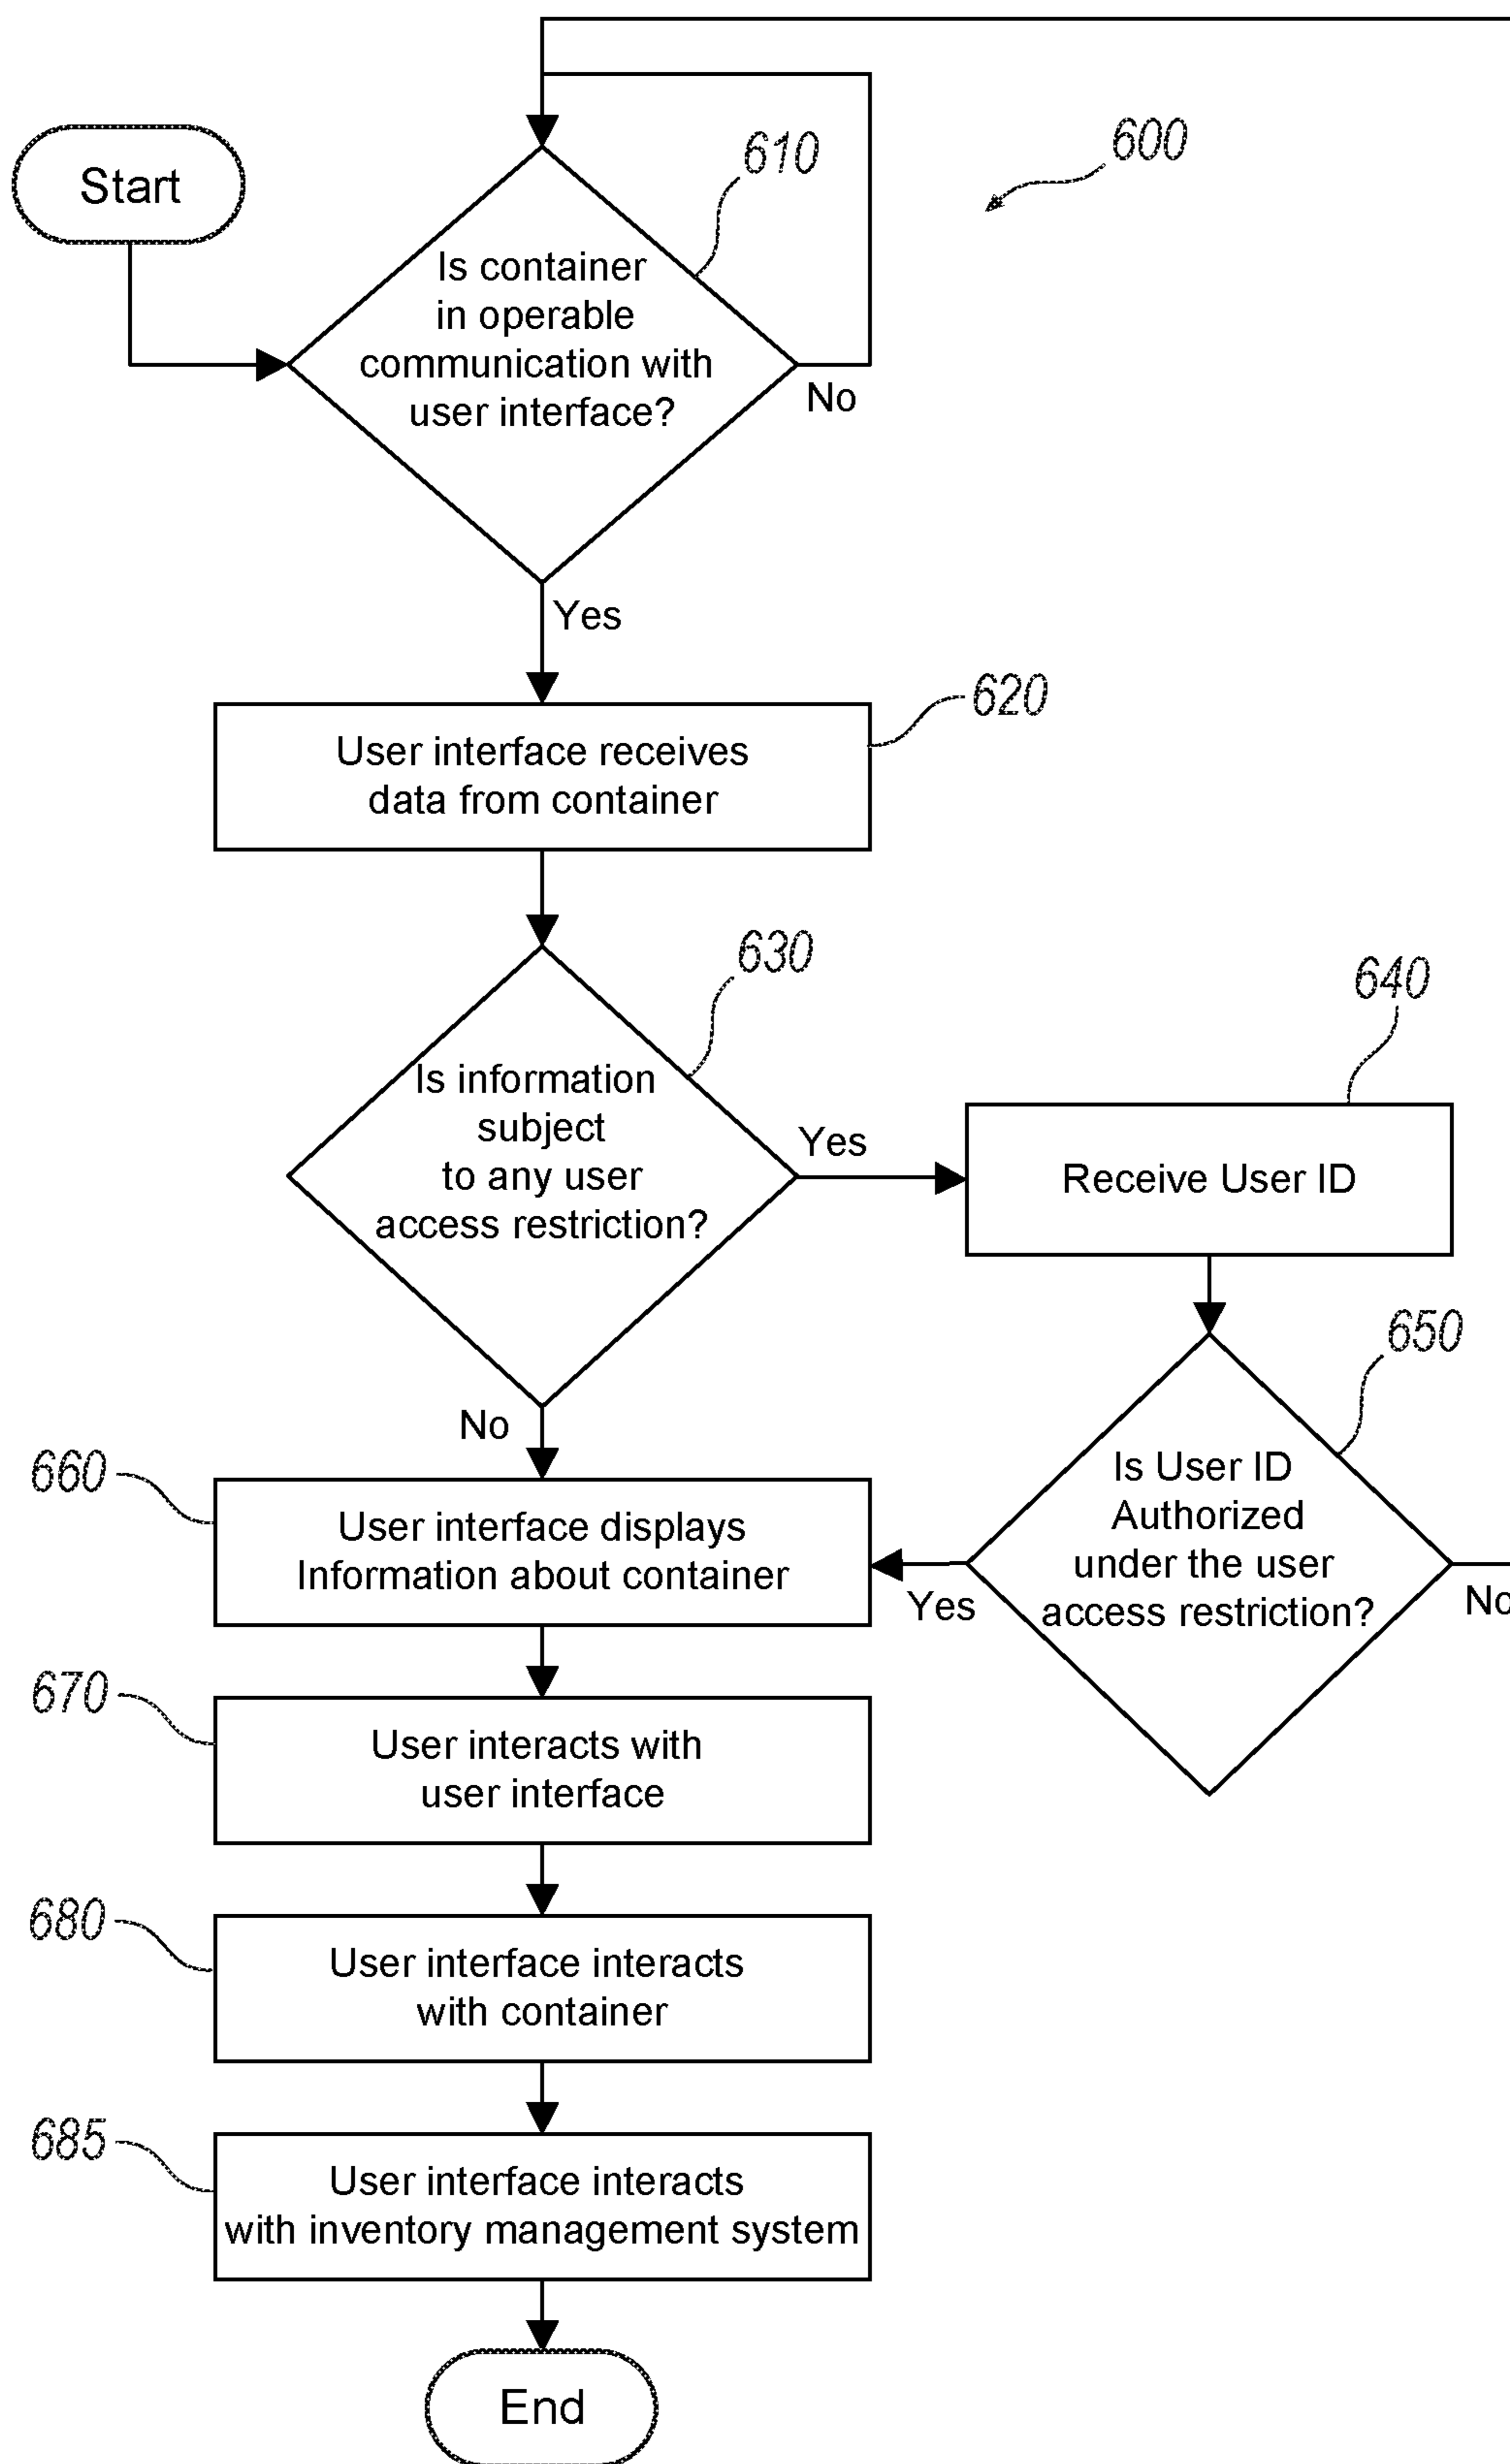 600
Start
610
Is container
in operable
communication with
user interface?
No
Yes
620
User interface receives
data from container
630
Is information
subject
to any user
access restriction?
Yes
640
Receive User ID
650
Is User ID
Authorized
under the user
access restriction?
Yes
No
No
660
User interface displays
Information about container
670
User interacts with
user interface
680
User interface interacts
with container
685
User interface interacts
with inventory management system
End